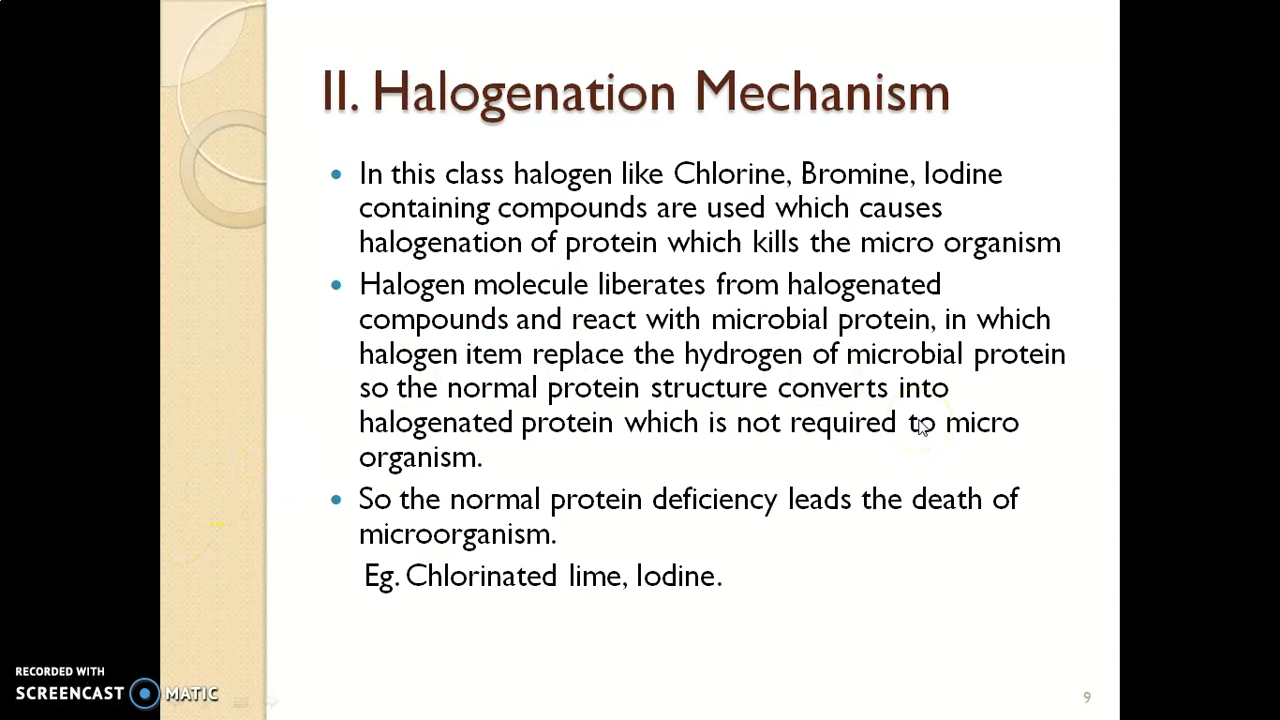 II. Halogenation Mechanism
• In this class halogen like Chlorine, Bromine, Iodine
containing compounds are used which causes
halogenation of protein which kills the micro organism
• Halogen molecule liberates from halogenated
compounds and react with microbial protein, in which
halogen item replace the hydrogen of microbial protein
so the normal protein structure converts into
halogenated protein which is not required to micro
organism.
• So the normal protein deficiency leads the death of
microorganism.
Eg. Chlorinated lime, Iodine.
RECORDED WITH
SCREENCAST MATIC
9